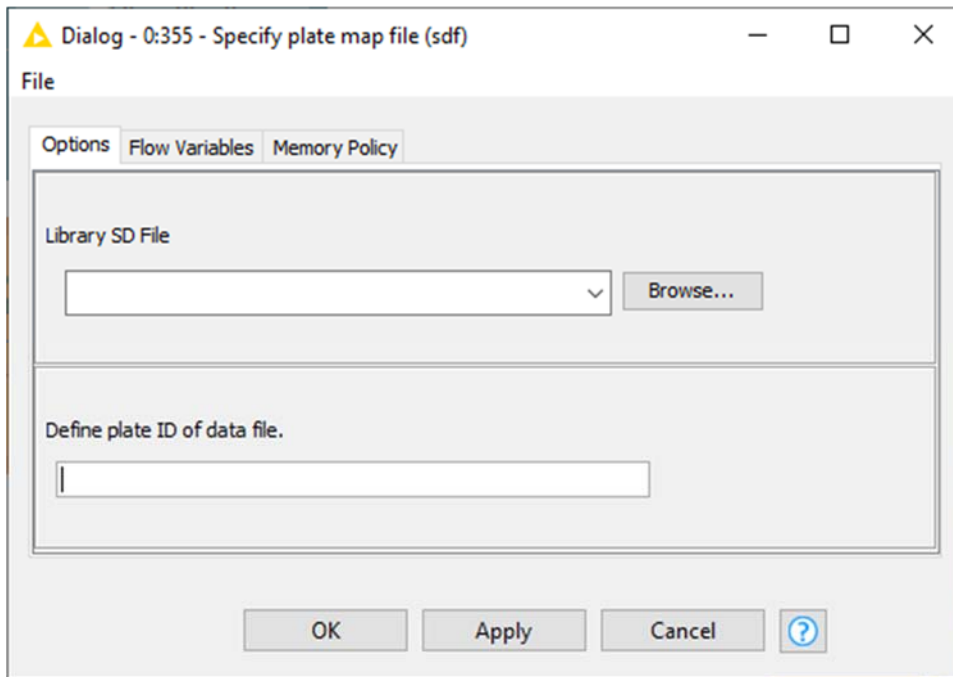 Dialog - 0:355 - Specify plate map file (sdf)
File
Options Flow Variables Memory Policy
Library SD File
Browse...
Define plate ID of data file.
OK Apply Cancel ?